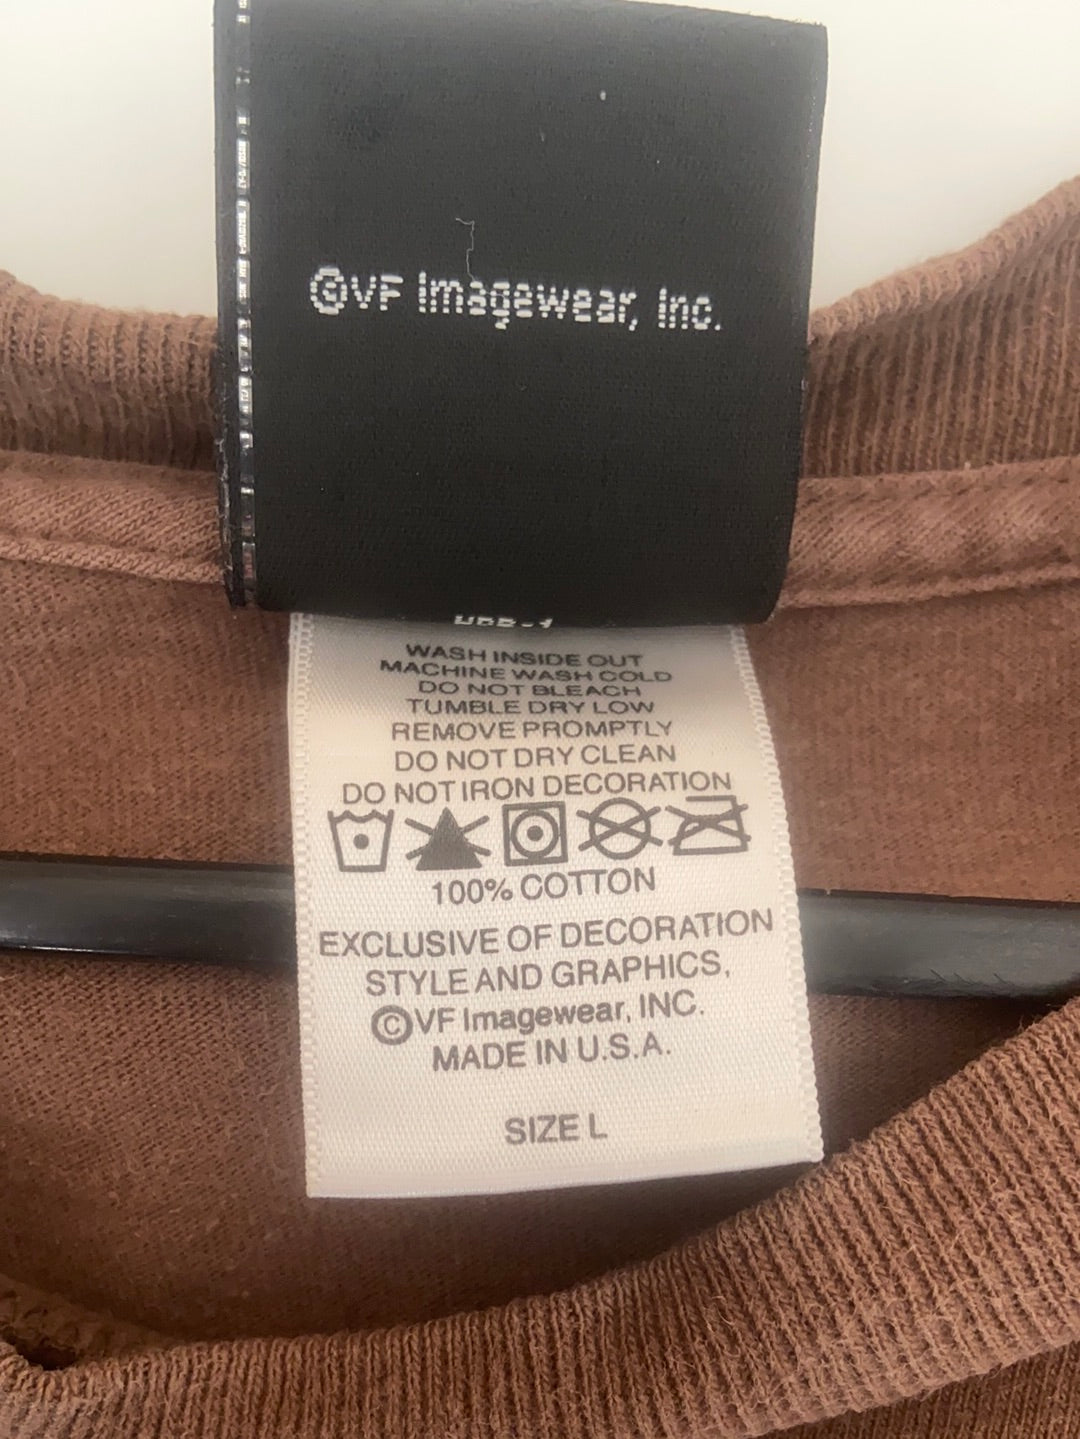 ©VF Imagewear, Inc.
WASH INSIDE OUT
MACHINE WASH COLD
DO NOT BLEACH
TUMBLE DRY LOW
REMOVE PROMPTLY
DO NOT DRY CLEAN
DO NOT IRON DECORATION
100% COTTON
EXCLUSIVE OF DECORATION
STYLE AND GRAPHICS,
©VF Imagewear, INC.
MADE IN U.S.A.
SIZE L